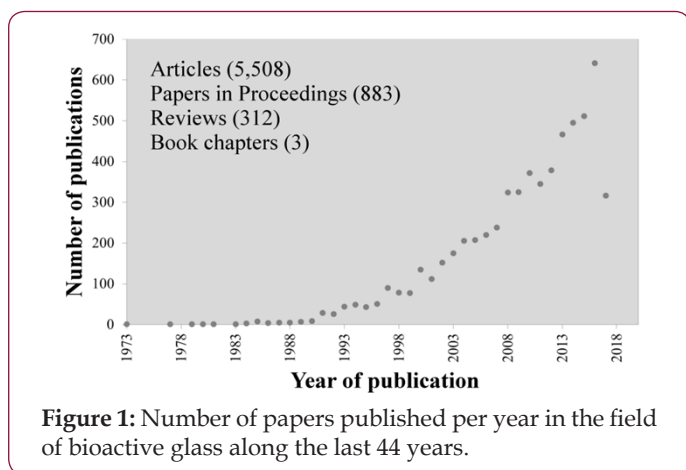 700
600
500
400
300
200
100
0
Number of publications
Articles (5,508)
Papers in Proceedings (883)
Reviews (312)
Book chapters (3)
1973
1978
1983
1988
1993
1998
2003
2008
2013
2018
Year of publication
Figure 1: Number of papers published per year in the field
of bioactive glass along the last 44 years.